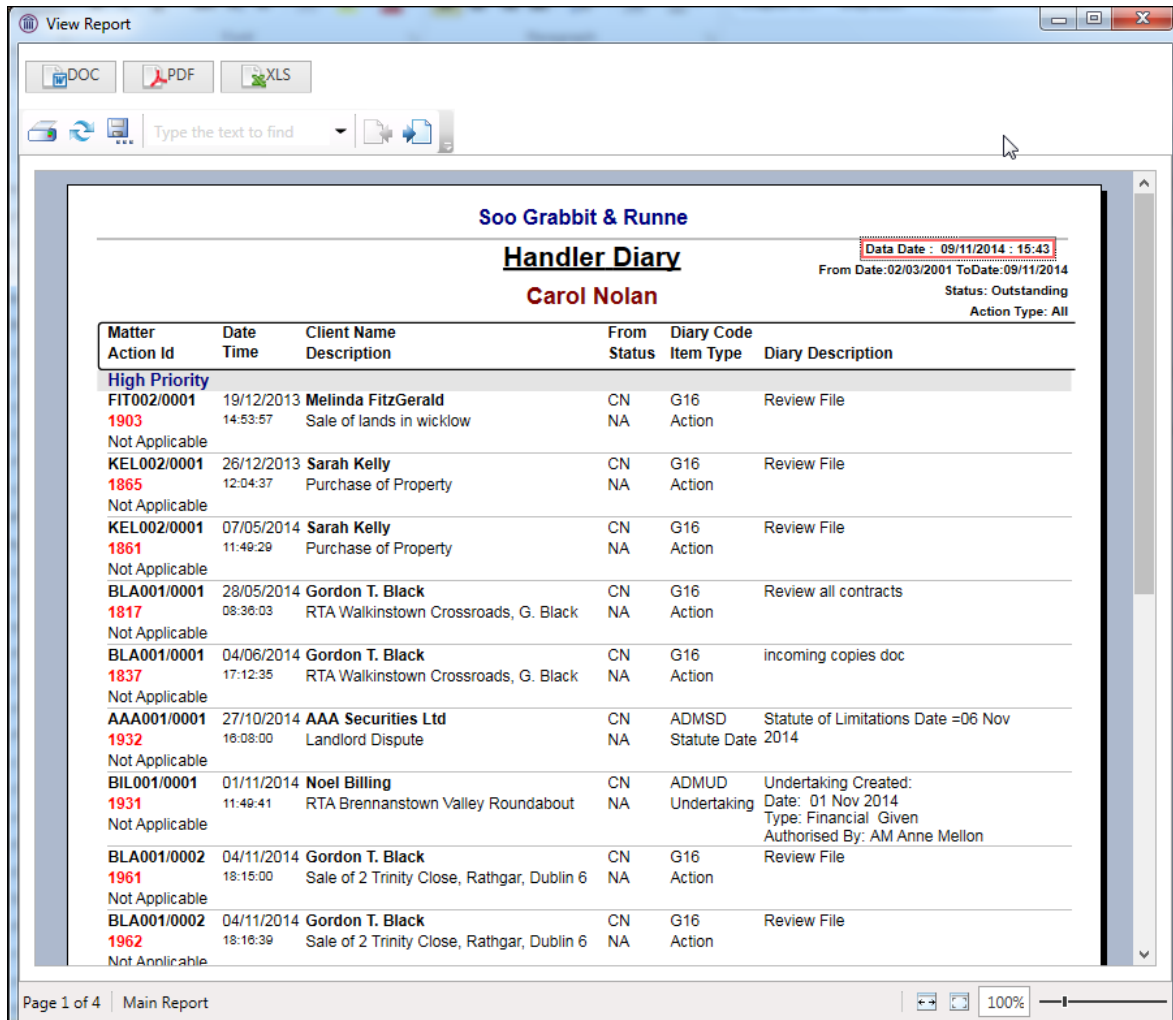 View Report
DOC PDF XLS
Type the text to find
Soo Grabbit & Runne
Handler Diary
Data Date : 09/11/2014 : 15:43
From Date:02/03/2001 ToDate:09/11/2014
Carol Nolan
Status: Outstanding
Action Type: All
Matter Date Client Name From Diary Code
Action Id Time Description Status Item Type Diary Description
High Priority
FIT002/0001 19/12/2013 Melinda FitzGerald CN G16 Review File
1903 14:53:57 Sale of lands in wicklow NA Action
Not Applicable
KEL002/0001 26/12/2013 Sarah Kelly CN G16 Review File
1865 12:04:37 Purchase of Property NA Action
Not Applicable
KEL002/0001 07/05/2014 Sarah Kelly CN G16 Review File
1861 11:49:29 Purchase of Property NA Action
Not Applicable
BLA001/0001 28/05/2014 Gordon T. Black CN G16 Review all contracts
1817 08:36:03 RTA Walkinstown Crossroads, G. Black NA Action
Not Applicable
BLA001/0001 04/06/2014 Gordon T. Black CN G16 incoming copies doc
1837 17:12:35 RTA Walkinstown Crossroads, G. Black NA Action
Not Applicable
AAA001/0001 27/10/2014 AAA Securities Ltd CN ADMSD Statute of Limitations Date =06 Nov
1932 16:08:00 Landlord Dispute NA Statute Date 2014
Not Applicable
BIL001/0001 01/11/2014 Noel Billing CN ADMUD Undertaking Created:
1931 11:49:41 RTA Brennanstown Valley Roundabout NA Undertaking Date: 01 Nov 2014
Not Applicable Type: Financial Given
Authorised By: AM Anne Mellon
BLA001/0002 04/11/2014 Gordon T. Black CN G16 Review File
1961 18:15:00 Sale of 2 Trinity Close, Rathgar, Dublin 6 NA Action
Not Applicable
BLA001/0002 04/11/2014 Gordon T. Black CN G16 Review File
1962 18:16:39 Sale of 2 Trinity Close, Rathgar, Dublin 6 NA Action
Not Applicable
Page 1 of 4 Main Report 100%